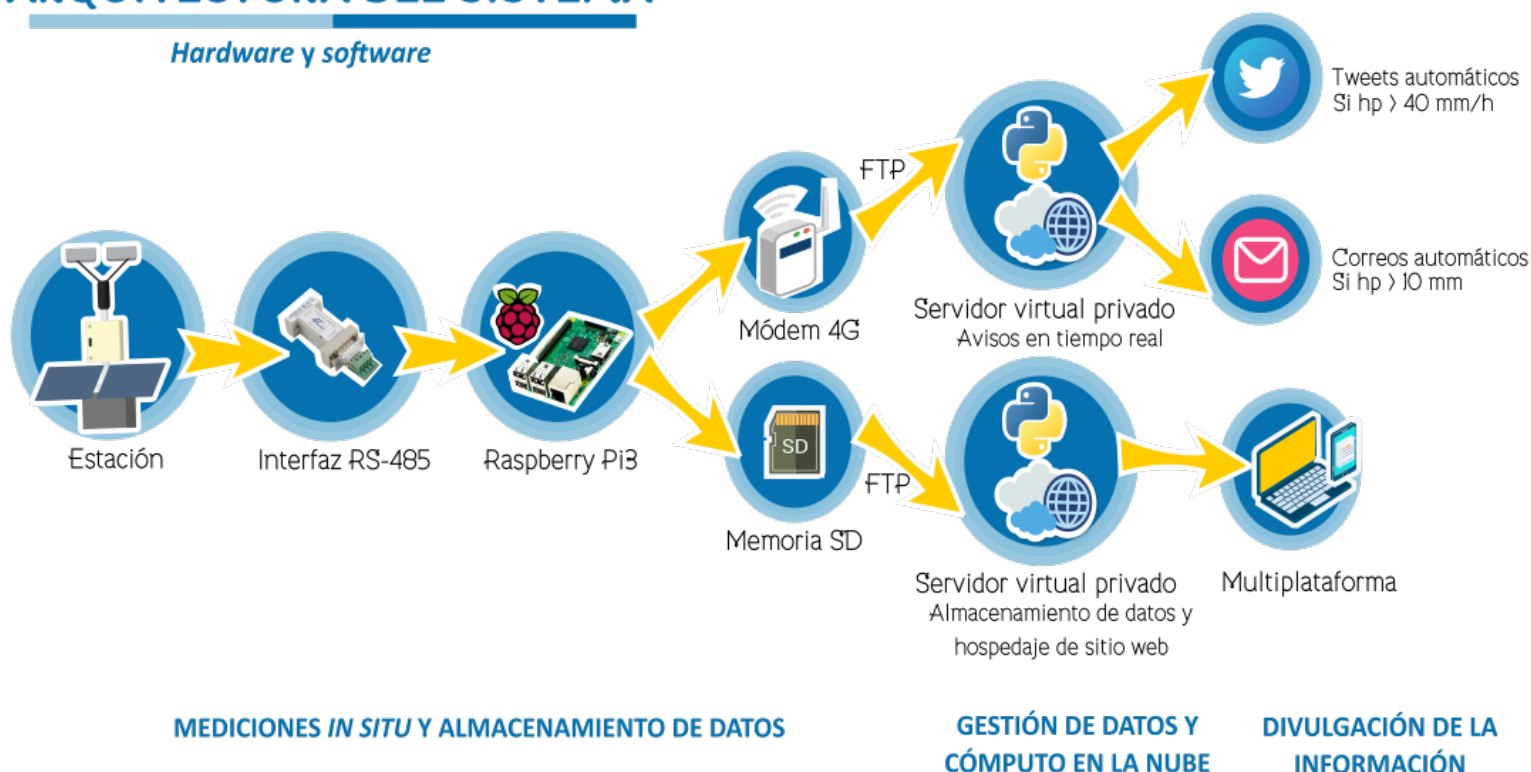 ARQUITECTURA DEL SISTEMA
Hardware y software
Tweets automáticos
Si hp > 40 mm/h
FTP
Correos automáticos
Si hp > 10 mm
Servidor virtual privado
Avisos en tiempo real
Módem 4G
Estación
Interfaz RS-485
Raspberry Pi3
SD
FTP
Memoria SD
Servidor virtual privado
Almacenamiento de datos y
hospedaje de sitio web
Multiplataforma
MEDICIONES IN SITU Y ALMACENAMIENTO DE DATOS
GESTIÓN DE DATOS Y
CÓMPUTO EN LA NUBE
DIVULGACIÓN DE LA
INFORMACIÓN